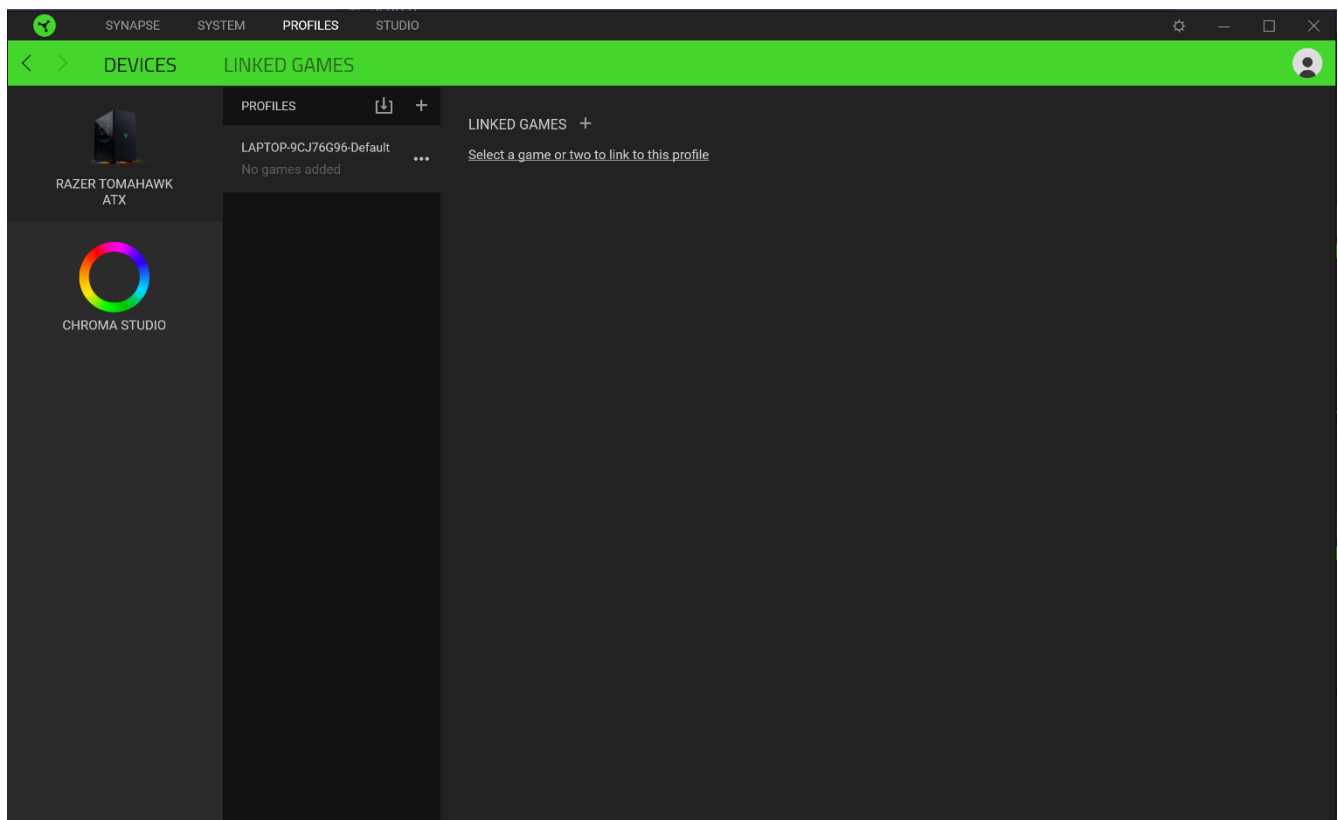 SYNAPSE SYSTEM PROFILES STUDIO
DEVICES LINKED GAMES
RAZER TOMAHAWK
ATX
CHROMA STUDIO
PROFILES
LAPTOP-9CJ76G96-Default
No games added
LINKED GAMES
Select a game or two to link to this profile